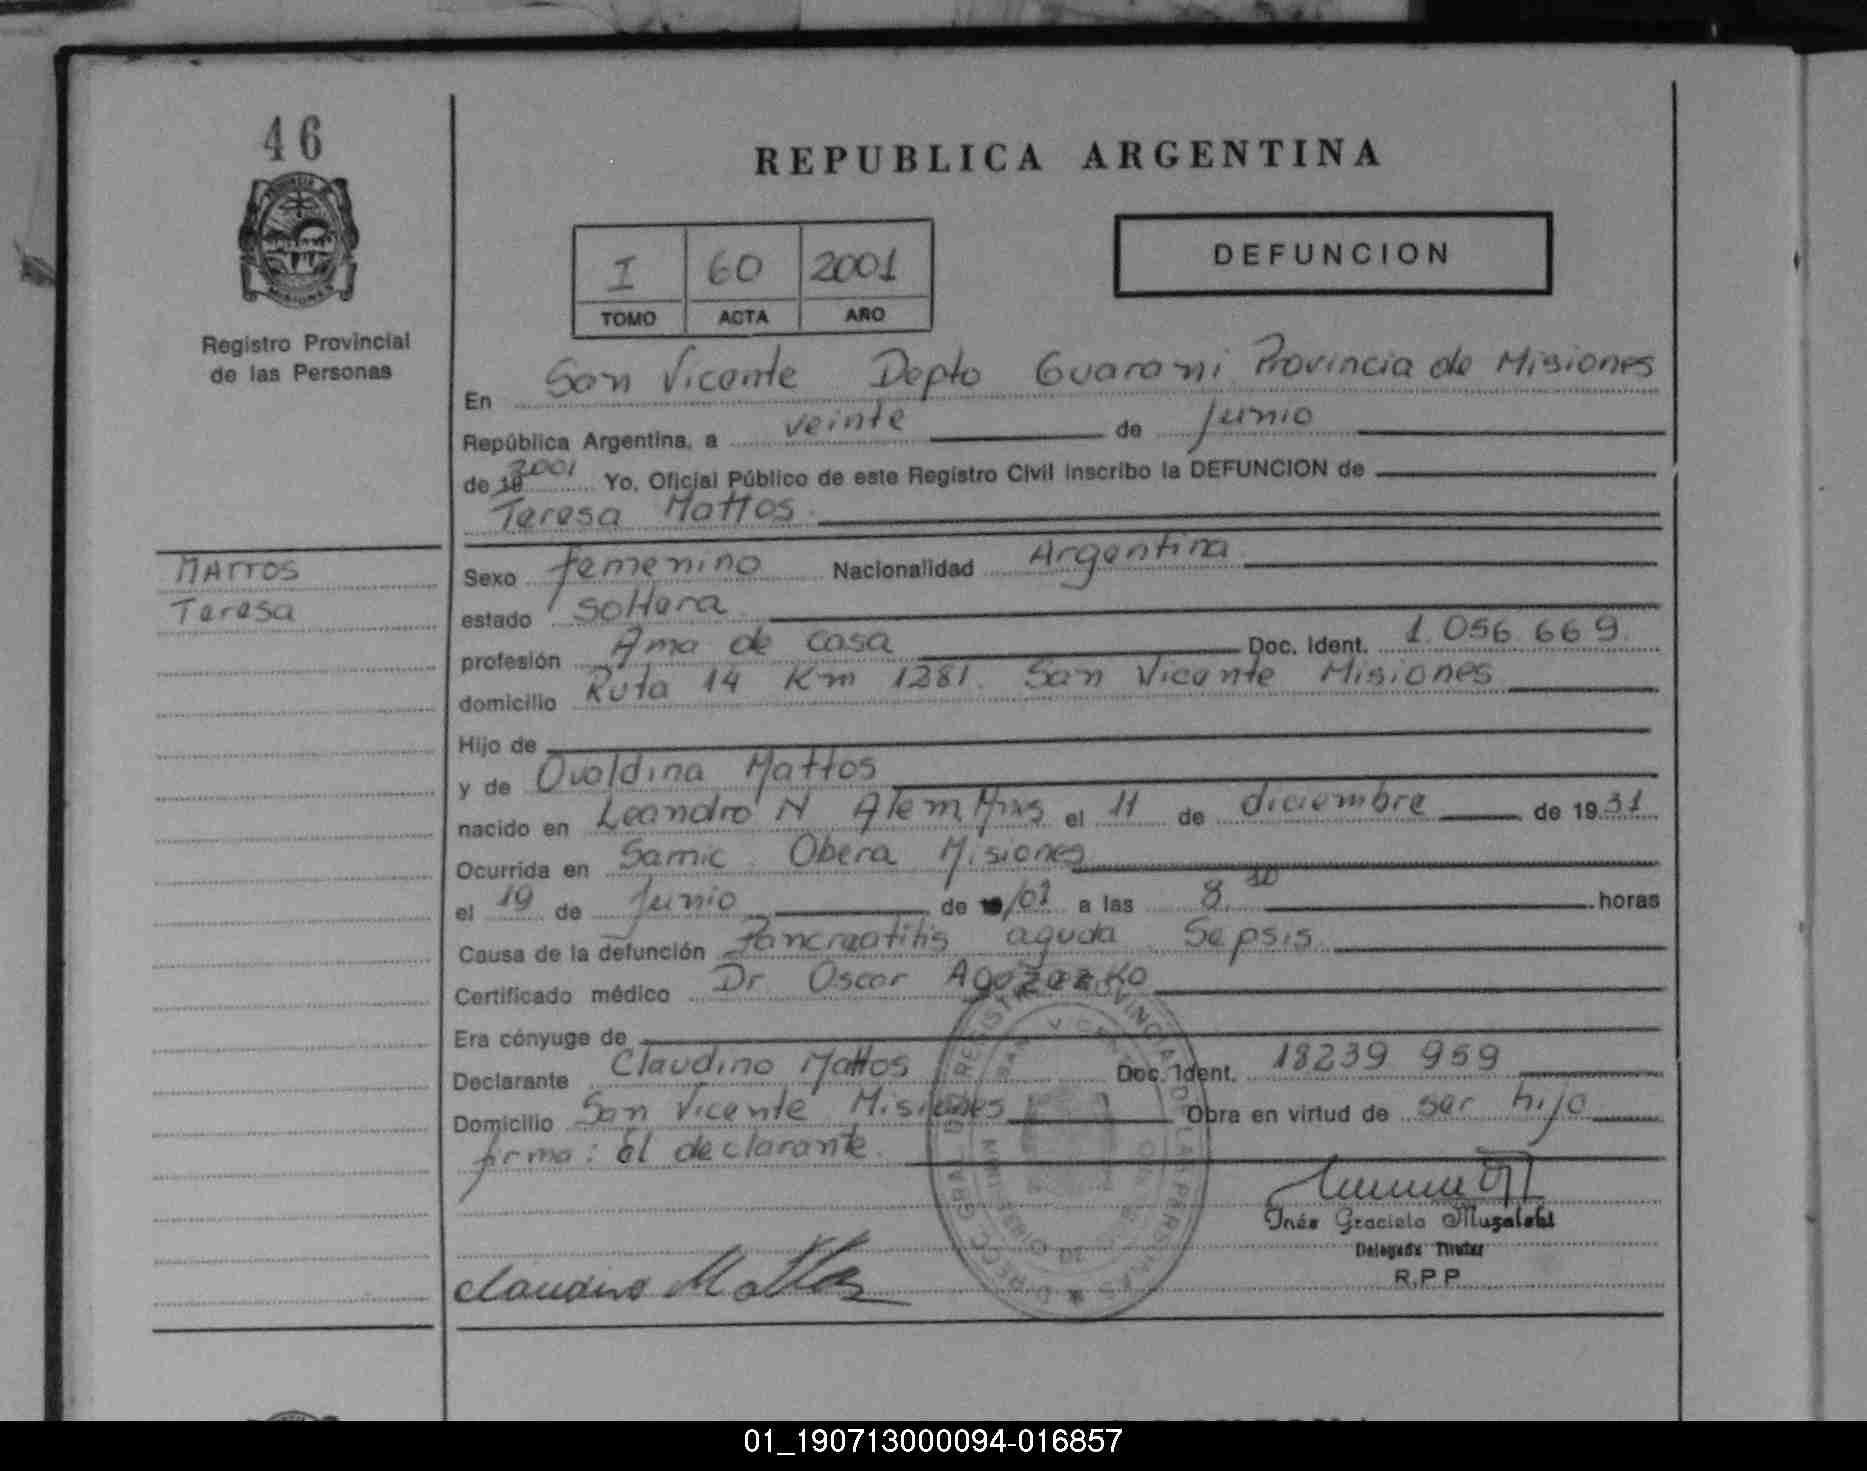 46
REPUBLICA ARGENTINA
DEFUNCION
I 60 2001
TOMO ACTA AÑO
Registro Provincial
de las Personas
En San Vicente Depto Guarani Provincia de Misiones
República Argentina, a veinte de Junio
de 19 2001 Yo, Oficial Público de este Registro Civil inscribo la DEFUNCION de
Teresa Mattos
MATTOS
Teresa
Sexo femenino Nacionalidad Argentina
estado soltera
profesión Ama de casa Doc. Ident. 1.056.669
domicilio Ruta 14 Km 1281. San Vicente Misiones
Hijo de
y de Ovaldina Mattos
nacido en Leandro N Alem Mns el 11 de diciembre de 1931
Ocurrida en Samic. Obera Misiones
el 19 de Junio de /01 a las 8 horas
Causa de la defunción Pancreatitis aguda. Sepsis.
Certificado médico Dr. Oscar
Era cónyuge de
Declarante Claudino Mattos Doc. Ident. 18239 959
Domicilio San Vicente Misiones Obra en virtud de ser hijo
firma: El declarante.
Claudino Mattos
Inés Graciela
Delegada Titular
R.P.P.
01_190713000094-016857